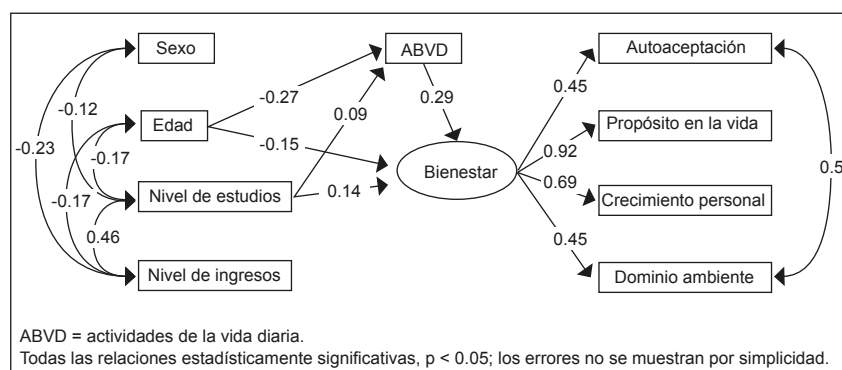 Sexo
ABVD
Autoaceptación
-0.27
0.45
-0.12
0.29
Edad
0.09
Propósito en la vida
-0.23
-0.17
-0.15
0.92
Bienestar
0.5
-0.17
Nivel de estudios
0.14
0.69
Crecimiento personal
0.46
0.45
Nivel de ingresos
Dominio ambiente
ABVD = actividades de la vida diaria.
Todas las relaciones estadísticamente significativas, p < 0.05; los errores no se muestran por simplicidad.